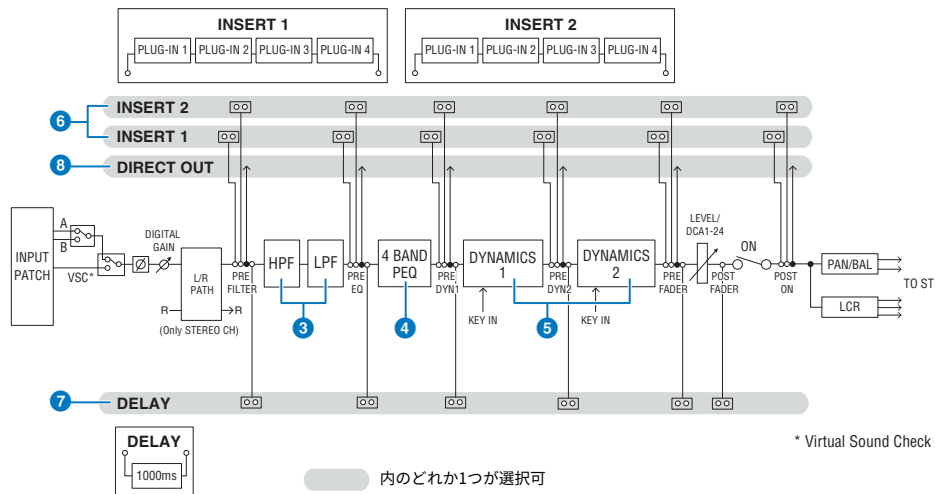 INSERT 1
PLUG-IN 1 PLUG-IN 2 PLUG-IN 3 PLUG-IN 4
INSERT 2
PLUG-IN 1 PLUG-IN 2 PLUG-IN 3 PLUG-IN 4
6
INSERT 2
INSERT 1
8
DIRECT OUT
INPUT
PATCH
A
B
VSC*
DIGITAL
GAIN
L/R
PATH
R
R
(Only STEREO CH)
PRE
FILTER
HPF
LPF
3
PRE
EQ
4 BAND
PEQ
4
PRE
DYN1
DYNAMICS
1
KEY IN
PRE
DYN2
5
DYNAMICS
2
KEY IN
PRE
FADER
LEVEL/
DCA1-24
POST
FADER
ON
POST
ON
PAN/BAL
LCR
TO ST
7
DELAY
DELAY
1000ms
内のどれか1つが選択可
* Virtual Sound Check